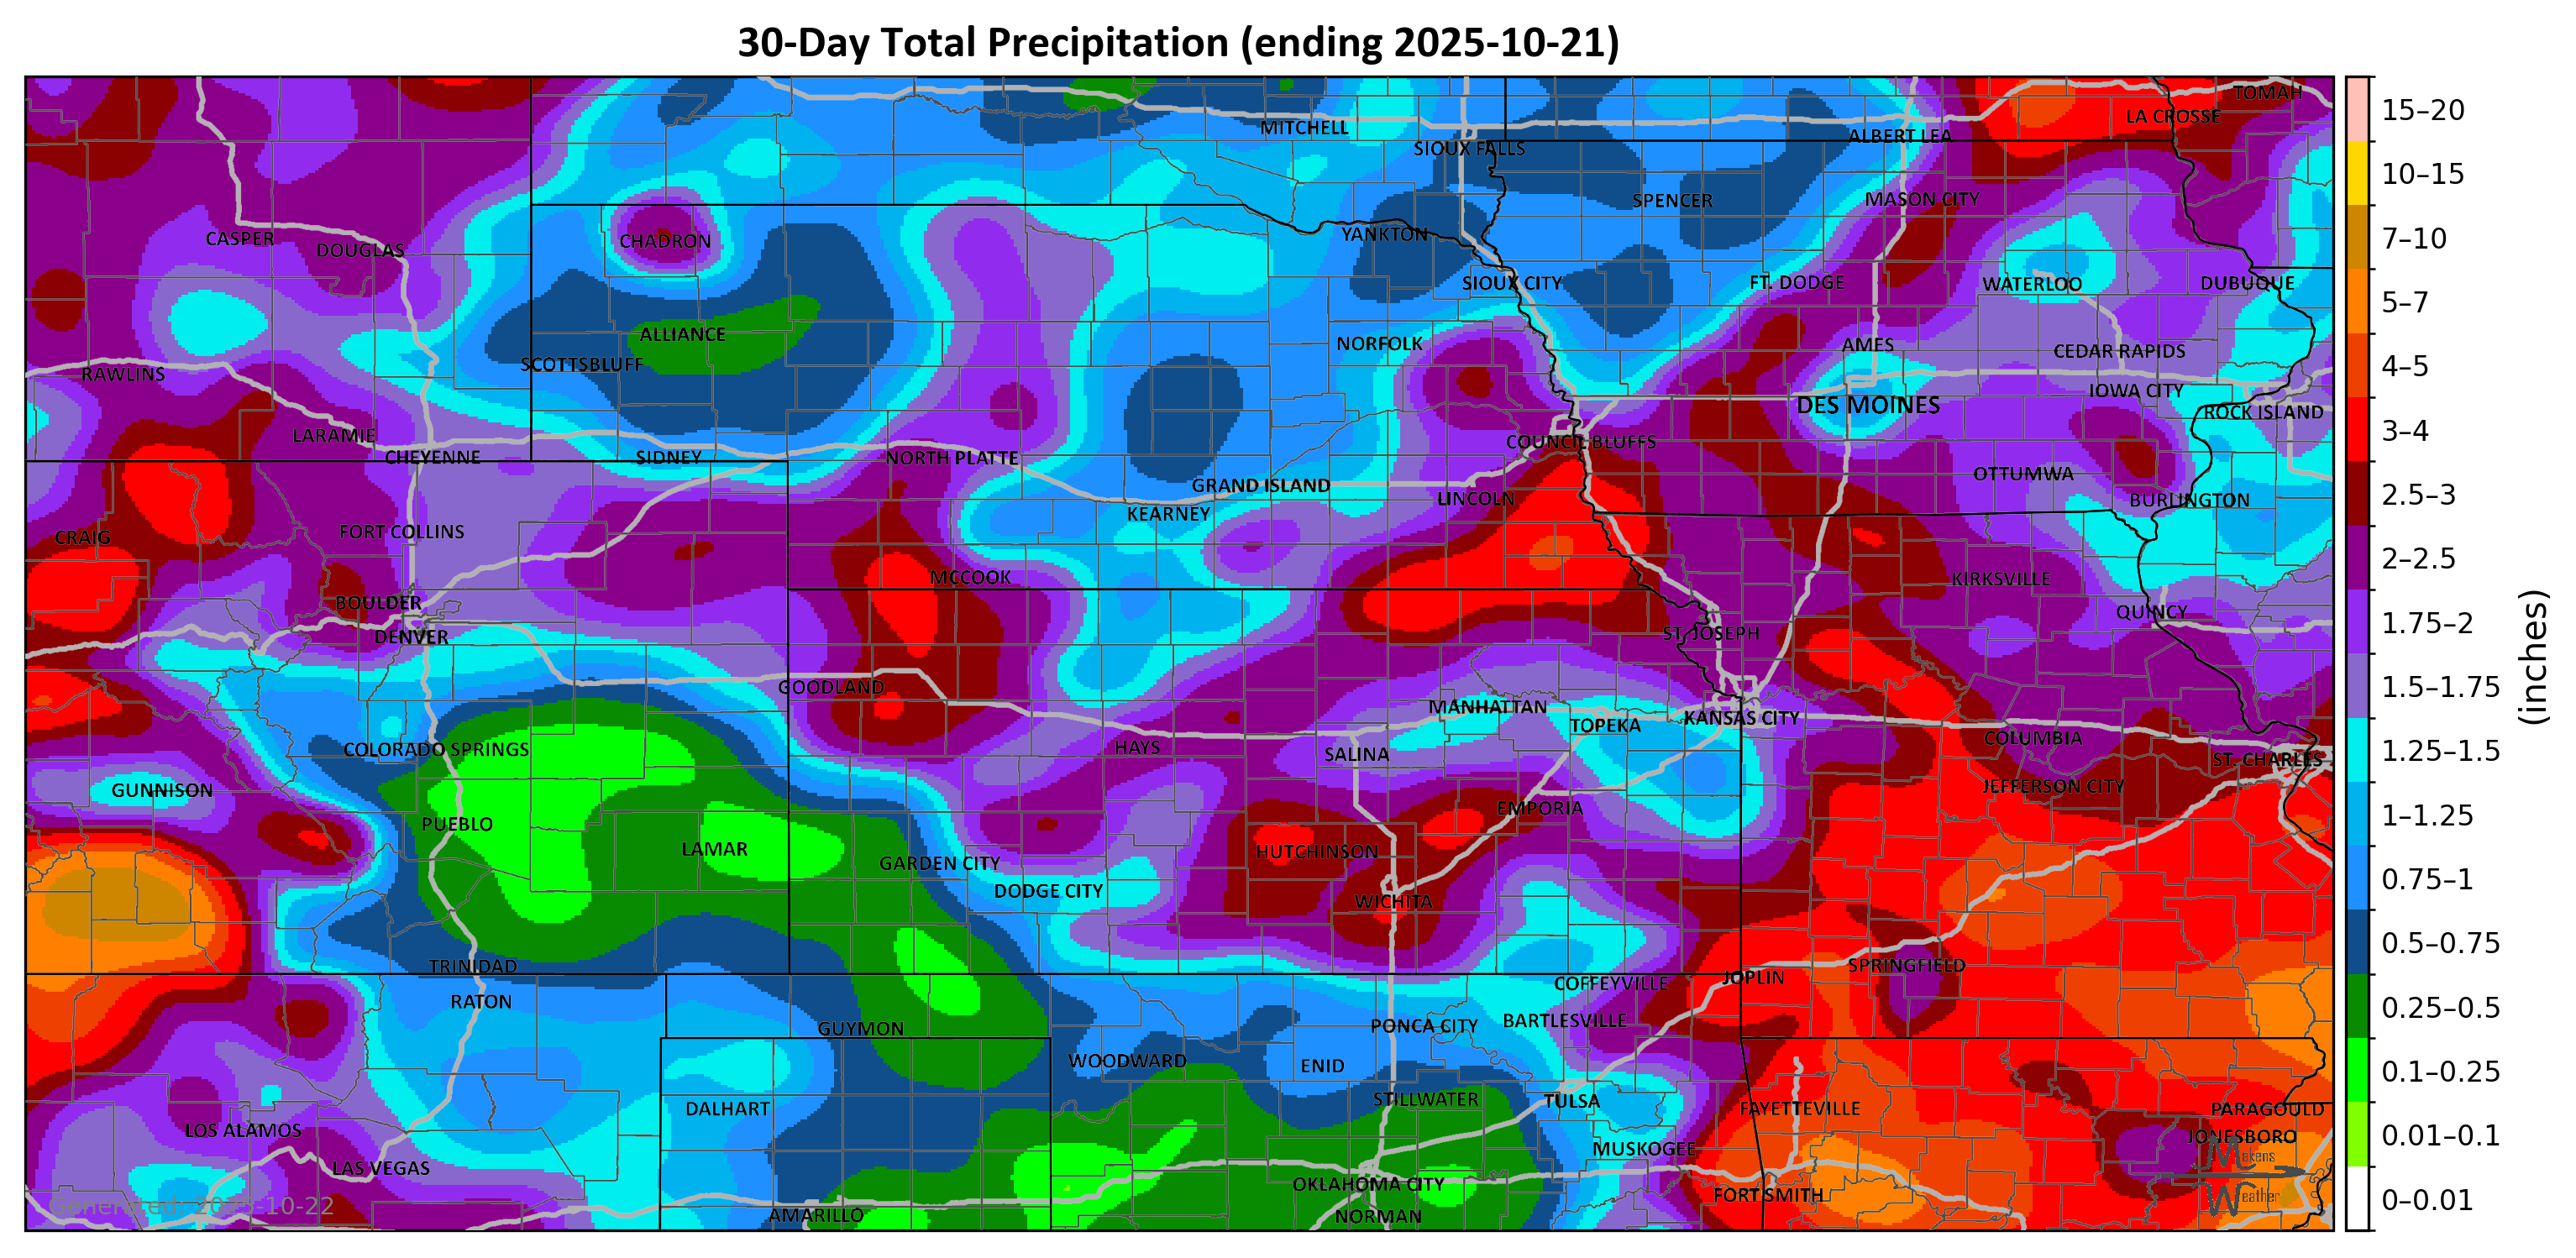 30-Day Total Precipitation (ending 2025-10-21)
TOMAH
LA CROSSE
MITCHELL
ALBERT LEA
SIOUX FALLS
SPENCER
MASON CITY
CASPER
CHADRON
YANKTON
DOUGLAS
SIOUX CITY
FT. DODGE
WATERLOO
DUBUQUE
ALLIANCE
NORFOLK
AMES
CEDAR RAPIDS
SCOTTSBLUFF
RAWLINS
IOWA CITY
DES MOINES
ROCK ISLAND
LARAMIE
COUNCIL BLUFFS
CHEYENNE
SIDNEY
NORTH PLATTE
OTTUMWA
GRAND ISLAND
LINCOLN
BURLINGTON
KEARNEY
FORT COLLINS
CRAIG
MCCOOK
KIRKSVILLE
BOULDER
QUINCY
DENVER
ST. JOSEPH
GOODLAND
MANHATTAN
KANSAS CITY
TOPEKA
COLUMBIA
COLORADO SPRINGS
HAYS
SALINA
ST. CHARLES
GUNNISON
JEFFERSON CITY
EMPORIA
PUEBLO
LAMAR
HUTCHINSON
GARDEN CITY
DODGE CITY
WICHITA
TRINIDAD
SPRINGFIELD
JOPLIN
COFFEYVILLE
RATON
BARTLESVILLE
GUYMON
PONCA CITY
WOODWARD
ENID
STILLWATER
TULSA
DALHART
FAYETTEVILLE
PARAGOULD
LOS ALAMOS
JONESBORO
MUSKOGEE
Makens
LAS VEGAS
OKLAHOMA CITY
FORT SMITH
Weather
Generated: 2025-10-22
AMARILLO
NORMAN
15–20
10–15
7–10
5–7
4–5
3–4
2.5–3
2–2.5
1.75–2
1.5–1.75
1.25–1.5
1–1.25
0.75–1
0.5–0.75
0.25–0.5
0.1–0.25
0.01–0.1
0–0.01
(inches)